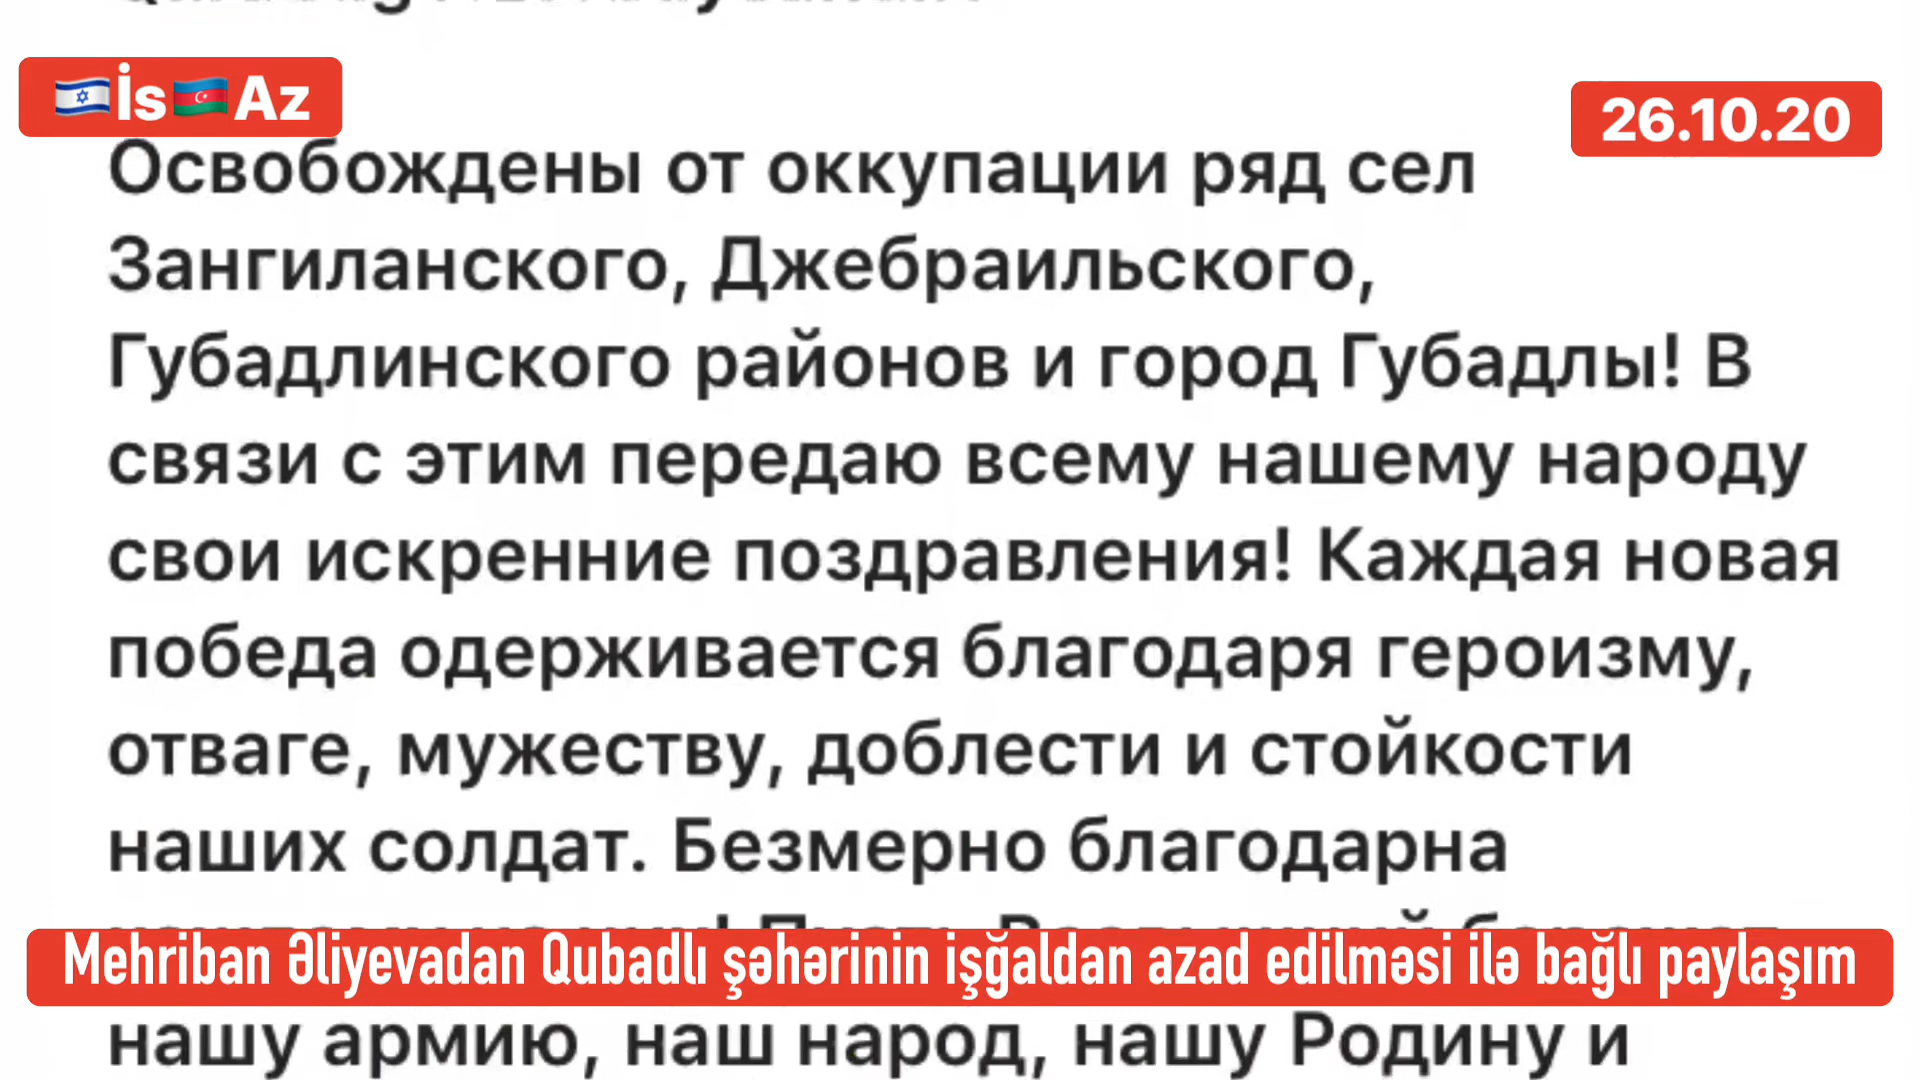 🇮🇱İs🇦🇿Az
26.10.20
Освобождены от оккупации ряд сел
Зангиланского, Джебраильского,
Губадлинского районов и город Губадлы! В
связи с этим передаю всему нашему народу
свои искренние поздравления! Каждая новая
победа одерживается благодаря героизму,
отваге, мужеству, доблести и стойкости
наших солдат. Безмерно благодарна
Mehriban Əliyevadan Qubadlı şəhərinin işğaldan azad edilməsi ilə bağlı paylaşım
нашу армию, наш народ, нашу Родину и